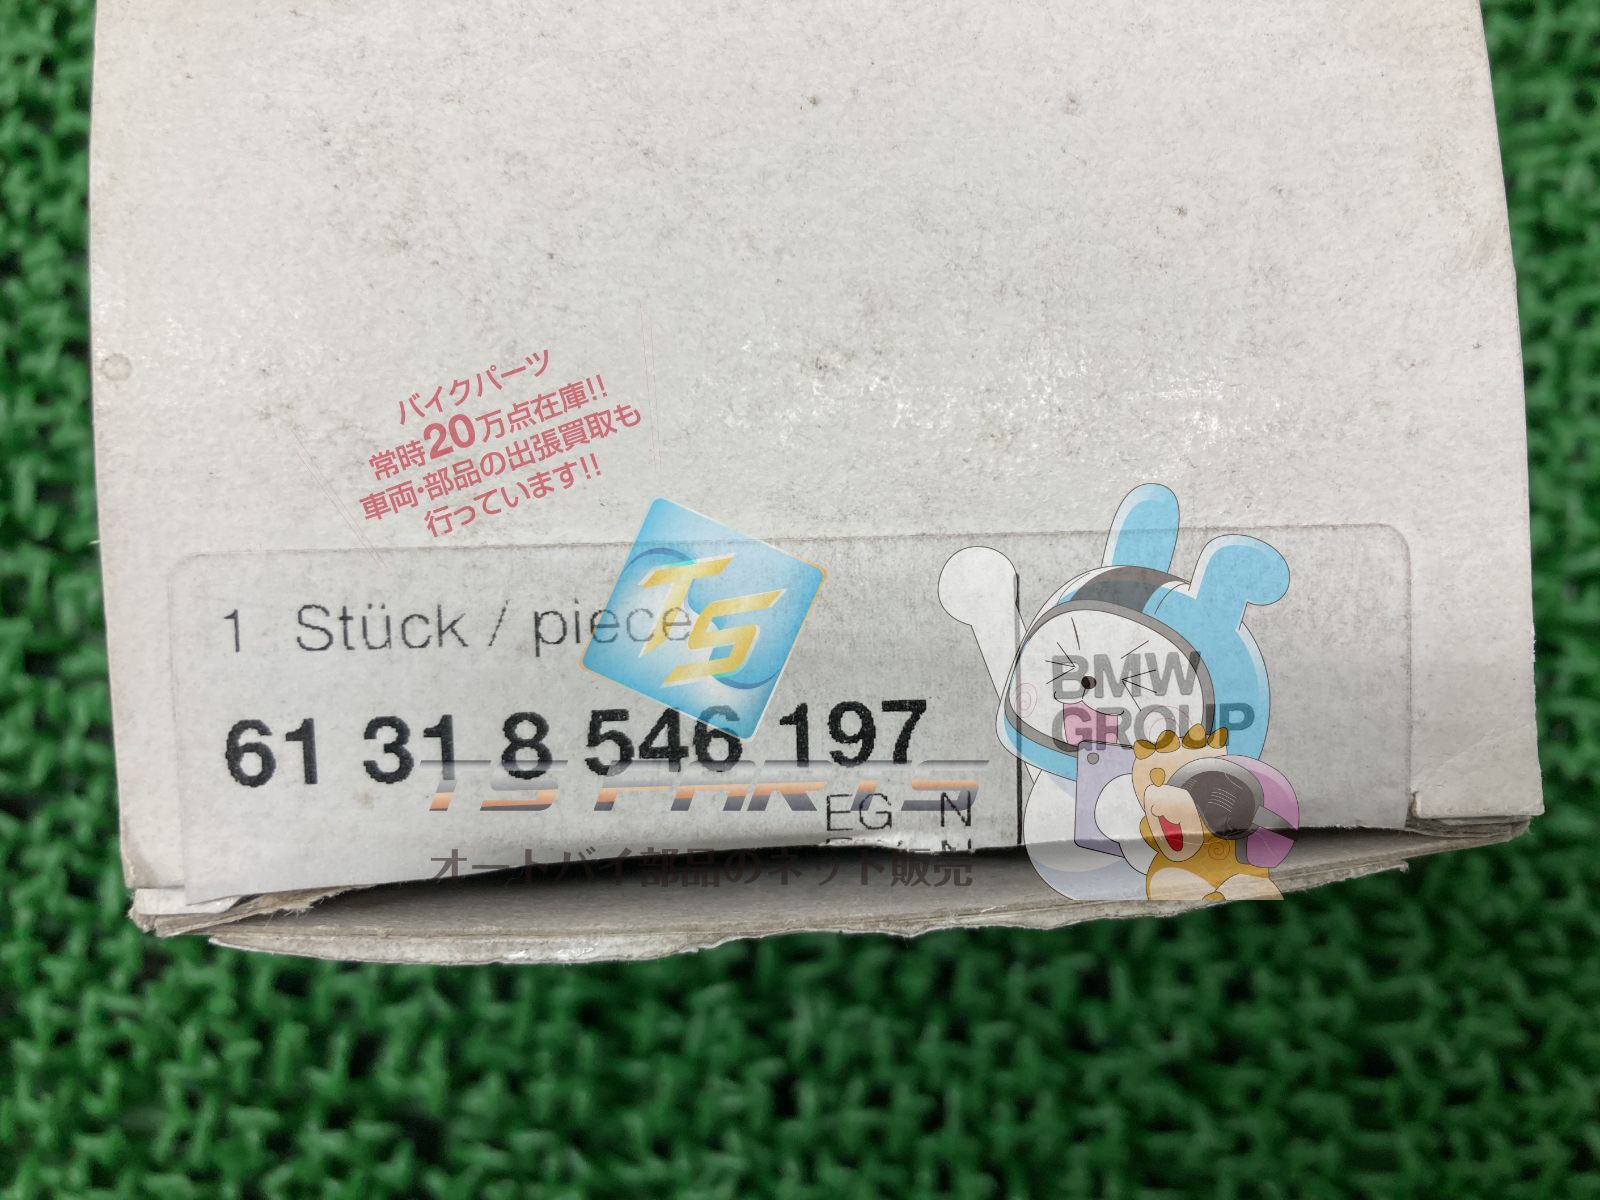 バイクパーツ
常時20万点在庫!!
車両・部品の出張買取も
行っています!!
TS
1 Stück / piece
BMW
GROUP
61 31 8 546 197
TS PARTS
EG N
オートバイ部品のネット販売